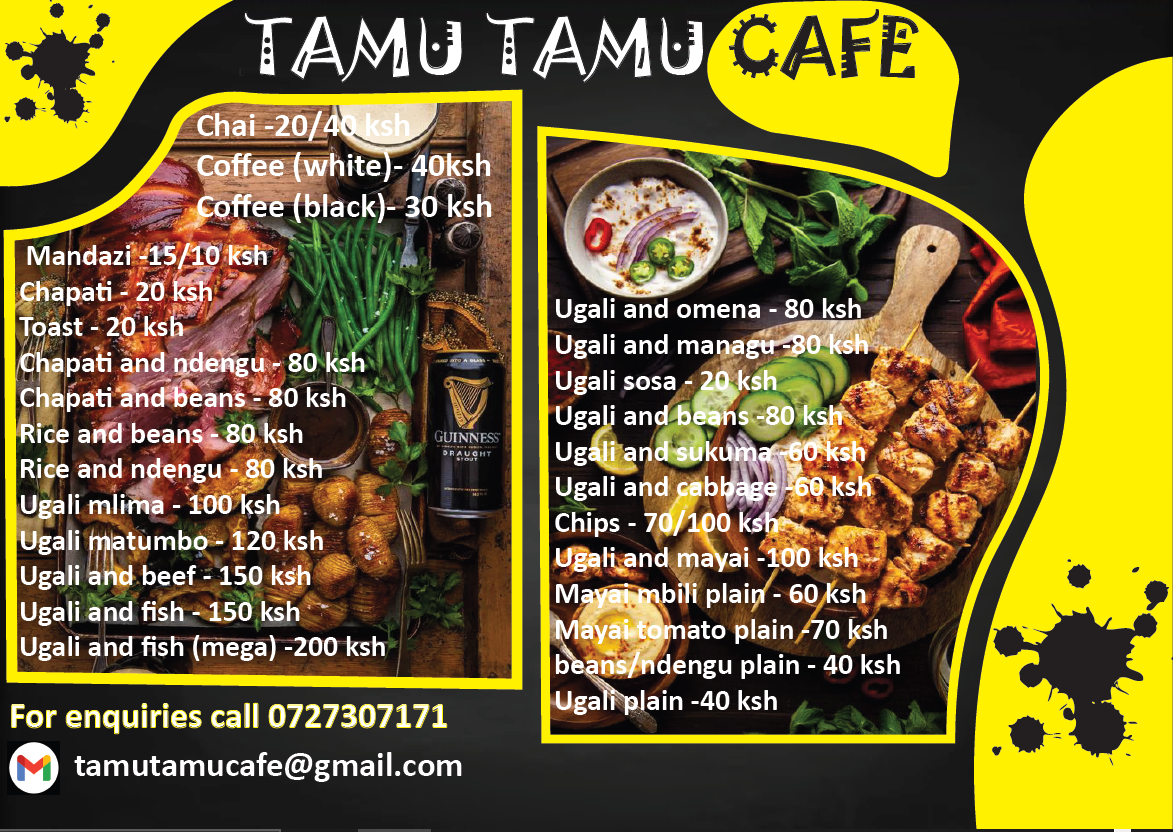 TAMU TAMU CAFE
Chai -20/40 ksh
Coffee (white)- 40ksh
Coffee (black)- 30 ksh
Mandazi -15/10 ksh
Chapati - 20 ksh
Toast - 20 ksh
Chapati and ndengu - 80 ksh
Chapati and beans - 80 ksh
Rice and beans - 80 ksh
Rice and ndengu - 80 ksh
Ugali mlima - 100 ksh
Ugali matumbo - 120 ksh
Ugali and beef - 150 ksh
Ugali and fish - 150 ksh
Ugali and fish (mega) -200 ksh
GUINNESS
DRAUGHT
STOUT
Ugali and omena - 80 ksh
Ugali and managu -80 ksh
Ugali sosa - 20 ksh
Ugali and beans -80 ksh
Ugali and sukuma -60 ksh
Ugali and cabbage -60 ksh
Chips - 70/100 ksh
Ugali and mayai -100 ksh
Mayai mbili plain - 60 ksh
Mayai tomato plain -70 ksh
beans/ndengu plain - 40 ksh
Ugali plain -40 ksh
For enquiries call 0727307171
tamutamucafe@gmail.com